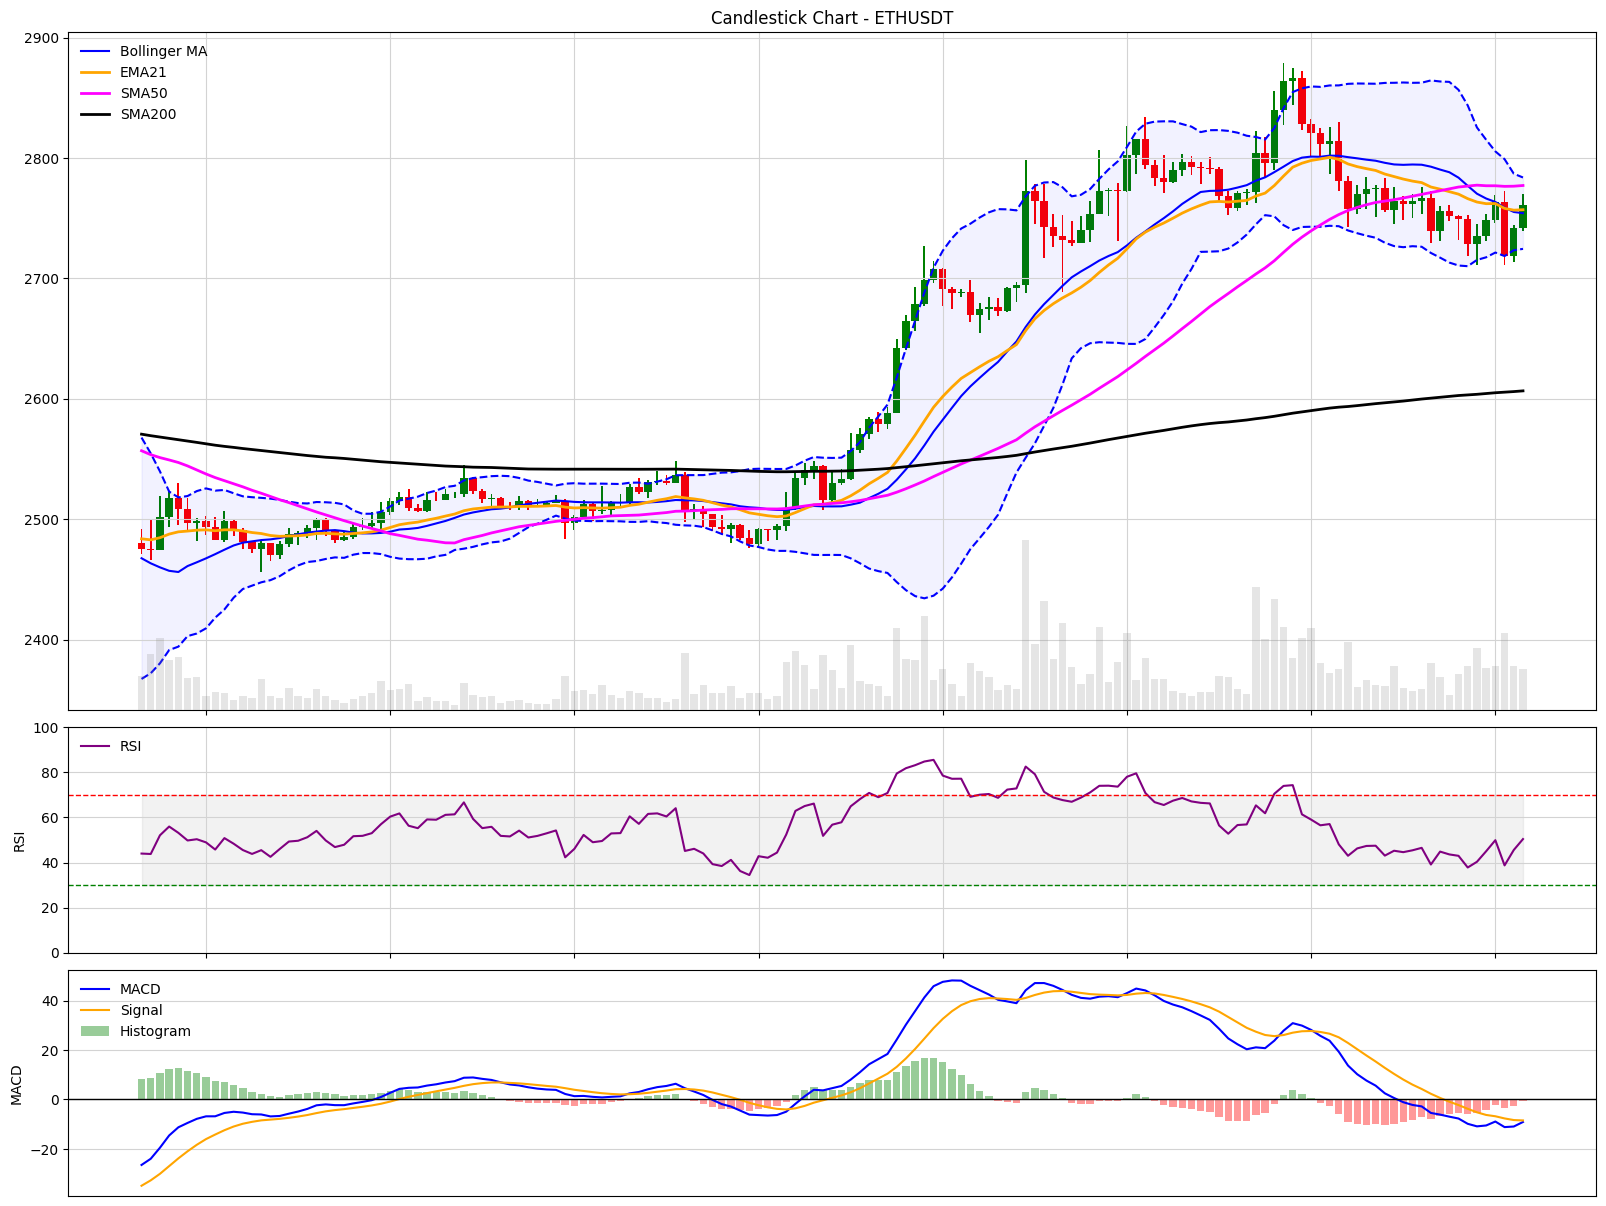 Candlestick Chart - ETHUSDT
2900
2800
2700
2600
2500
2400
Bollinger MA
EMA21
SMA50
SMA200
100
80
60
40
20
0
RSI
RSI
40
20
0
−20
MACD
MACD
Signal
Histogram